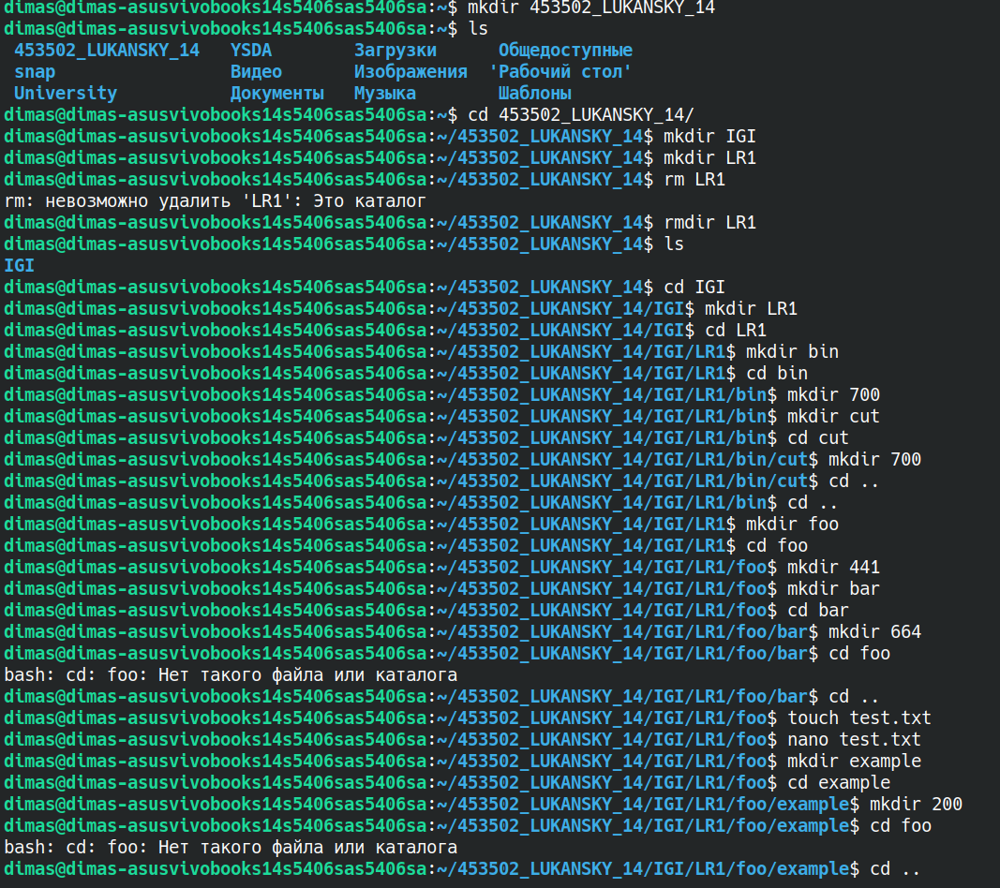 dimas@dimas-asusvivobooks14s5406sas5406sa:~$ mkdir 453502_LUKANSKY_14
dimas@dimas-asusvivobooks14s5406sas5406sa:~$ ls
453502_LUKANSKY_14 YSDA Загрузки Общедоступные
snap Видео Изображения 'Рабочий стол'
University Документы Музыка Шаблоны
dimas@dimas-asusvivobooks14s5406sas5406sa:~$ cd 453502_LUKANSKY_14/
dimas@dimas-asusvivobooks14s5406sas5406sa:~/453502_LUKANSKY_14$ mkdir IGI
dimas@dimas-asusvivobooks14s5406sas5406sa:~/453502_LUKANSKY_14$ mkdir LR1
dimas@dimas-asusvivobooks14s5406sas5406sa:~/453502_LUKANSKY_14$ rm LR1
rm: невозможно удалить 'LR1': Это каталог
dimas@dimas-asusvivobooks14s5406sas5406sa:~/453502_LUKANSKY_14$ rmdir LR1
dimas@dimas-asusvivobooks14s5406sas5406sa:~/453502_LUKANSKY_14$ ls
IGI
dimas@dimas-asusvivobooks14s5406sas5406sa:~/453502_LUKANSKY_14$ cd IGI
dimas@dimas-asusvivobooks14s5406sas5406sa:~/453502_LUKANSKY_14/IGI$ mkdir LR1
dimas@dimas-asusvivobooks14s5406sas5406sa:~/453502_LUKANSKY_14/IGI$ cd LR1
dimas@dimas-asusvivobooks14s5406sas5406sa:~/453502_LUKANSKY_14/IGI/LR1$ mkdir bin
dimas@dimas-asusvivobooks14s5406sas5406sa:~/453502_LUKANSKY_14/IGI/LR1$ cd bin
dimas@dimas-asusvivobooks14s5406sas5406sa:~/453502_LUKANSKY_14/IGI/LR1/bin$ mkdir 700
dimas@dimas-asusvivobooks14s5406sas5406sa:~/453502_LUKANSKY_14/IGI/LR1/bin$ mkdir cut
dimas@dimas-asusvivobooks14s5406sas5406sa:~/453502_LUKANSKY_14/IGI/LR1/bin$ cd cut
dimas@dimas-asusvivobooks14s5406sas5406sa:~/453502_LUKANSKY_14/IGI/LR1/bin/cut$ mkdir 700
dimas@dimas-asusvivobooks14s5406sas5406sa:~/453502_LUKANSKY_14/IGI/LR1/bin/cut$ cd ..
dimas@dimas-asusvivobooks14s5406sas5406sa:~/453502_LUKANSKY_14/IGI/LR1/bin$ cd ..
dimas@dimas-asusvivobooks14s5406sas5406sa:~/453502_LUKANSKY_14/IGI/LR1$ mkdir foo
dimas@dimas-asusvivobooks14s5406sas5406sa:~/453502_LUKANSKY_14/IGI/LR1$ cd foo
dimas@dimas-asusvivobooks14s5406sas5406sa:~/453502_LUKANSKY_14/IGI/LR1/foo$ mkdir 441
dimas@dimas-asusvivobooks14s5406sas5406sa:~/453502_LUKANSKY_14/IGI/LR1/foo$ mkdir bar
dimas@dimas-asusvivobooks14s5406sas5406sa:~/453502_LUKANSKY_14/IGI/LR1/foo$ cd bar
dimas@dimas-asusvivobooks14s5406sas5406sa:~/453502_LUKANSKY_14/IGI/LR1/foo/bar$ mkdir 664
dimas@dimas-asusvivobooks14s5406sas5406sa:~/453502_LUKANSKY_14/IGI/LR1/foo/bar$ cd foo
bash: cd: foo: Нет такого файла или каталога
dimas@dimas-asusvivobooks14s5406sas5406sa:~/453502_LUKANSKY_14/IGI/LR1/foo/bar$ cd ..
dimas@dimas-asusvivobooks14s5406sas5406sa:~/453502_LUKANSKY_14/IGI/LR1/foo$ touch test.txt
dimas@dimas-asusvivobooks14s5406sas5406sa:~/453502_LUKANSKY_14/IGI/LR1/foo$ nano test.txt
dimas@dimas-asusvivobooks14s5406sas5406sa:~/453502_LUKANSKY_14/IGI/LR1/foo$ mkdir example
dimas@dimas-asusvivobooks14s5406sas5406sa:~/453502_LUKANSKY_14/IGI/LR1/foo$ cd example
dimas@dimas-asusvivobooks14s5406sas5406sa:~/453502_LUKANSKY_14/IGI/LR1/foo/example$ mkdir 200
dimas@dimas-asusvivobooks14s5406sas5406sa:~/453502_LUKANSKY_14/IGI/LR1/foo/example$ cd foo
bash: cd: foo: Нет такого файла или каталога
dimas@dimas-asusvivobooks14s5406sas5406sa:~/453502_LUKANSKY_14/IGI/LR1/foo/example$ cd ..